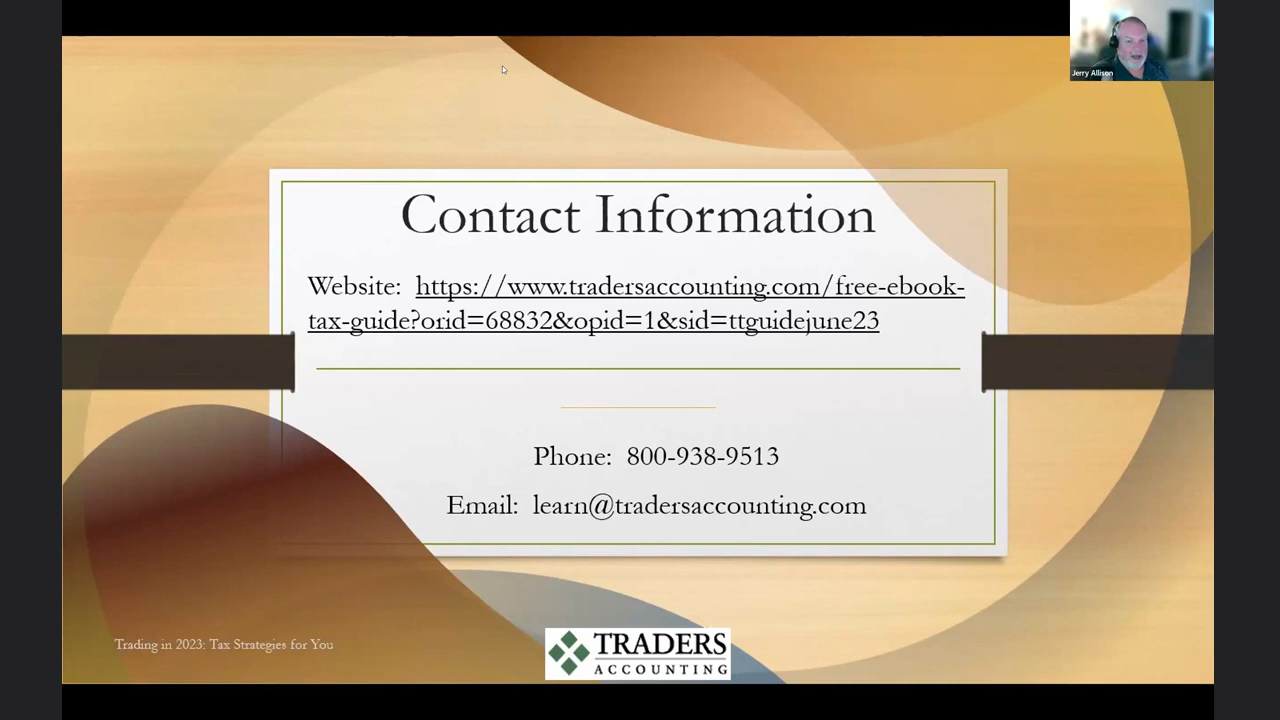 Jerry Allison
Contact Information
Website: https://www.tradersaccounting.com/free-ebook-
tax-guide?orid=68832&opid=1&sid=ttguidejune23
Phone: 800-938-9513
Email: learn@tradersaccounting.com
Trading in 2023: Tax Strategies for You
TRADERS
ACCOUNTING